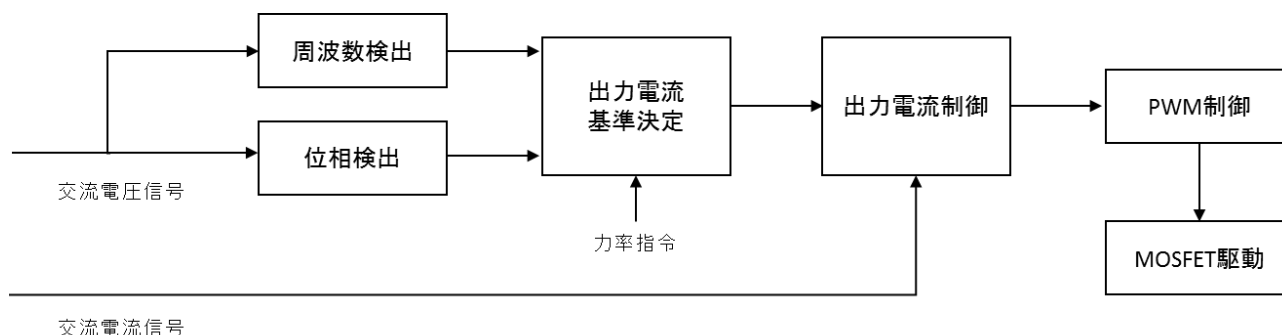 周波数検出
位相検出
交流電圧信号
出力電流
基準決定
力率指令
出力電流制御
PWM制御
MOSFET駆動
交流電流信号